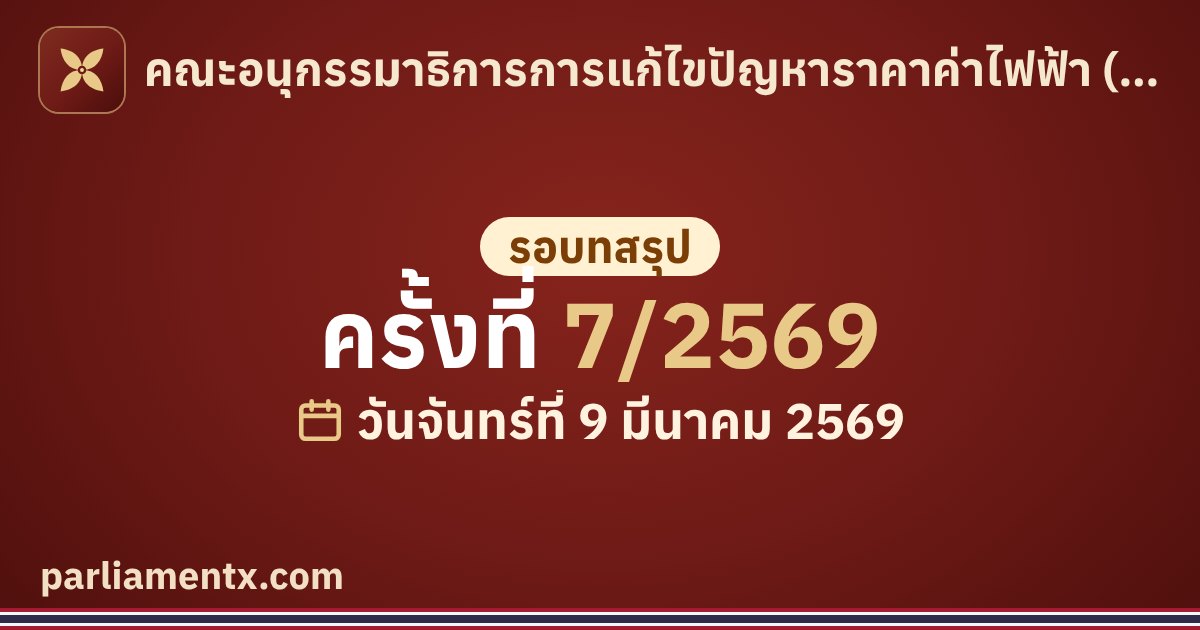 คณะอนุกรรมาธิการการแก้ไขปัญหาราคาค่าไฟฟ้า (...
รอบทสรุป
ครั้งที่ 7/2569
วันจันทร์ที่ 9 มีนาคม 2569
parliamentx.com